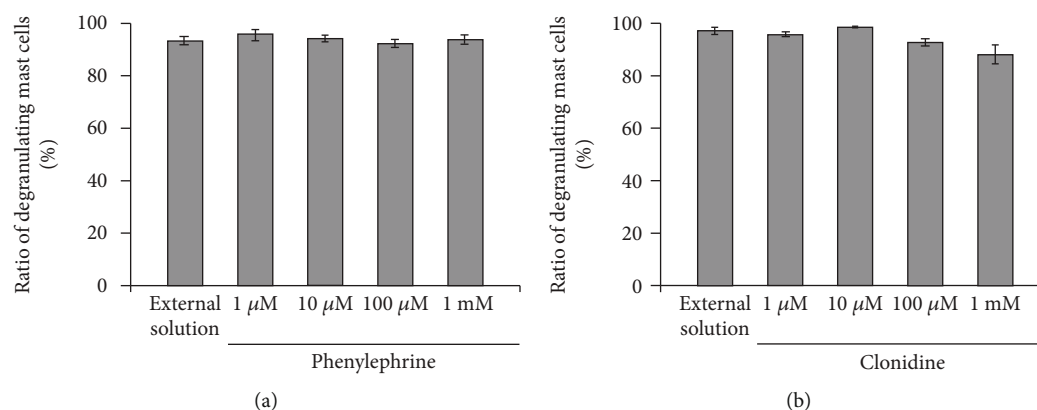 Ratio of degranulating mast cells
(%)
100
80
60
40
20
0
External
solution
1 μM
10 μM
100 μM
1 mM
Phenylephrine
(a)
Ratio of degranulating mast cells
(%)
100
80
60
40
20
0
External
solution
1 μM
10 μM
100 μM
1 mM
Clonidine
(b)